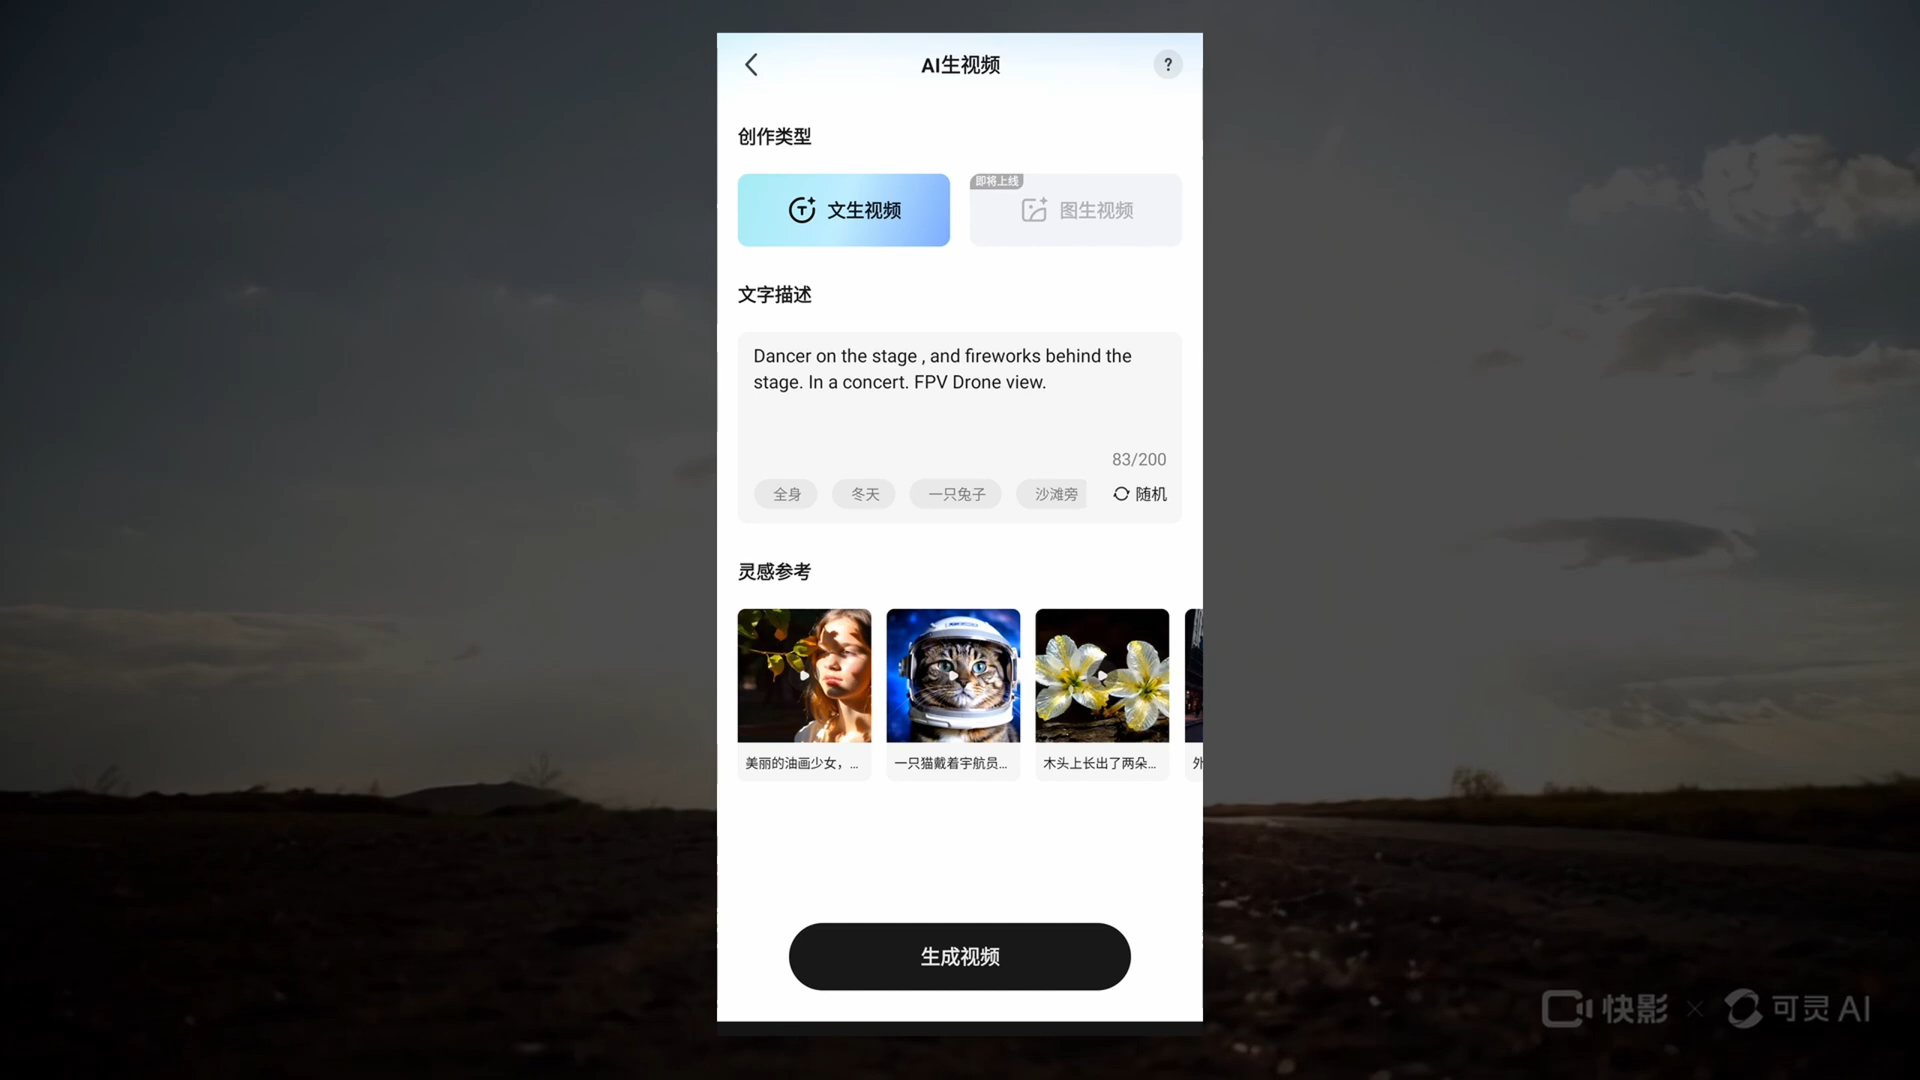 AI生视频
?
创作类型
文生视频
即将上线
图生视频
文字描述
Dancer on the stage , and fireworks behind the
stage. In a concert. FPV Drone view.
83/200
全身
冬天
一只兔子
沙滩旁
随机
灵感参考
美丽的油画少女，...
一只猫戴着宇航员...
木头上长出了两朵...
外
生成视频
快影 × 可灵 AI